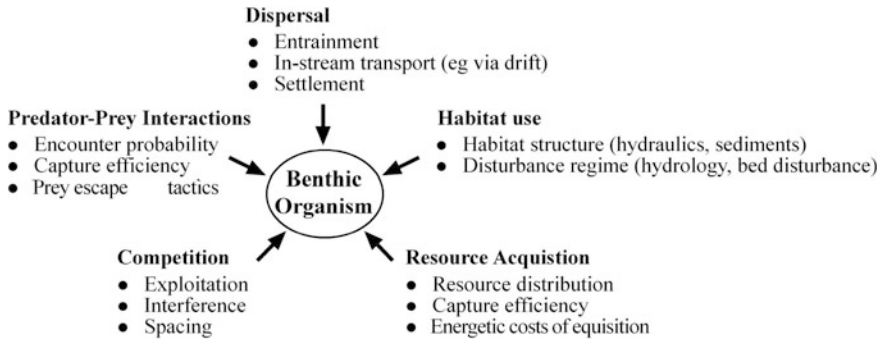 Dispersal
● Entrainment
● In-stream transport (eg via drift)
● Settlement
Predator-Prey Interactions
● Encounter probability
● Capture efficiency
● Prey escape tactics
Habitat use
● Habitat structure (hydraulics, sediments)
● Disturbance regime (hydrology, bed disturbance)
Benthic
Organism
Competition
● Exploitation
● Interference
● Spacing
Resource Acquistion
● Resource distribution
● Capture efficiency
● Energetic costs of equisition